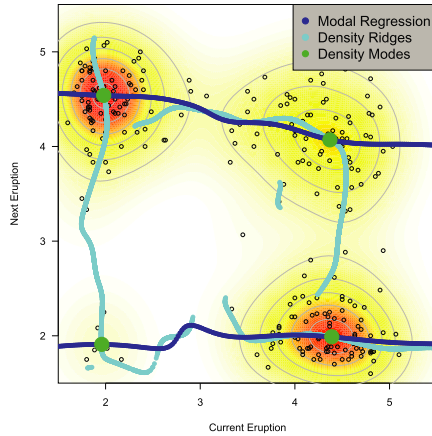 Modal Regression
Density Ridges
Density Modes
5
4
3
2
Next Eruption
2 3 4 5
Current Eruption